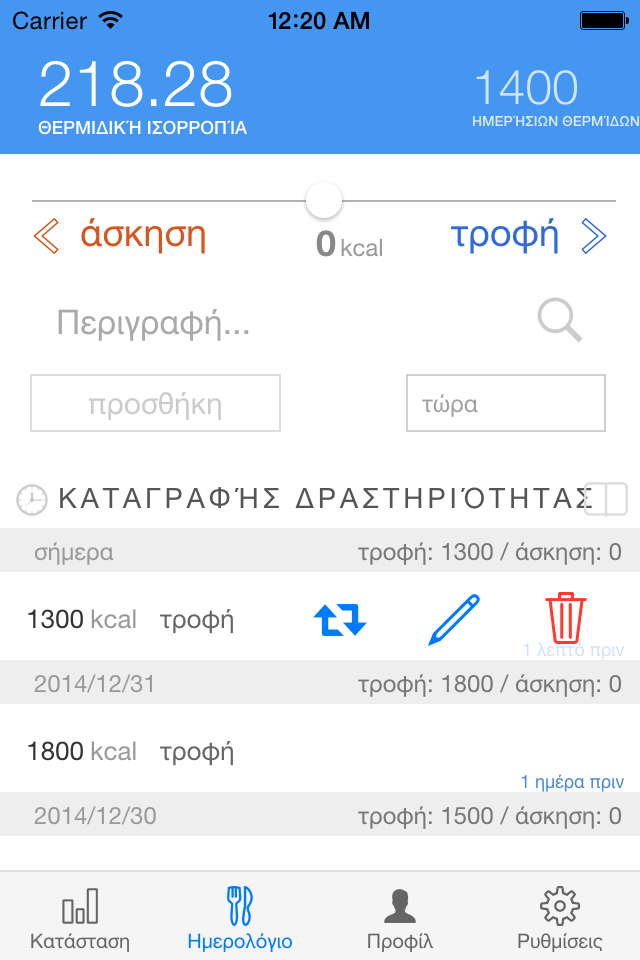 Carrier 12:20 AM
218.28 1400
ΘΕΡΜΙΔΙΚΉ ΙΣΟΡΡΟΠΊΑ ΗΜΕΡΉΣΙΩΝ ΘΕΡΜΊΔΩΝ
άσκηση 0 kcal τροφή
Περιγραφή...
προσθήκη τώρα
ΚΑΤΑΓΡΑΦΉΣ ΔΡΑΣΤΗΡΙΌΤΗΤΑΣ
σήμερα τροφή: 1300 / άσκηση: 0
1300 kcal τροφή
1 λεπτό πριν
2014/12/31 τροφή: 1800 / άσκηση: 0
1800 kcal τροφή
1 ημέρα πριν
2014/12/30 τροφή: 1500 / άσκηση: 0
Κατάσταση Ημερολόγιο Προφίλ Ρυθμίσεις